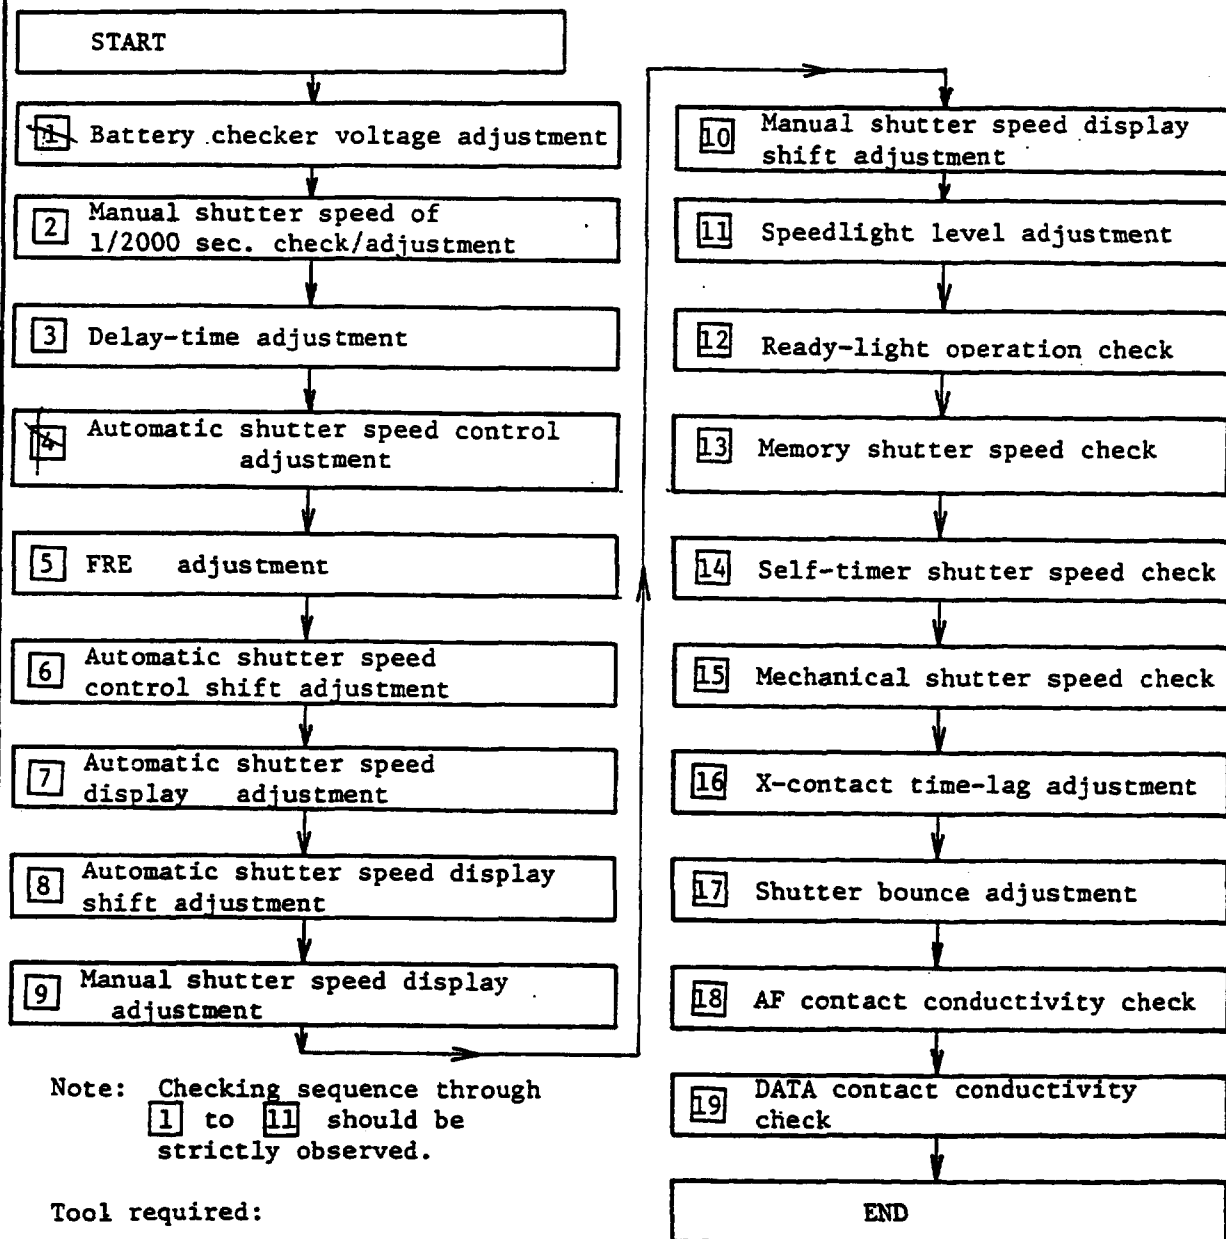 START
1 Battery checker voltage adjustment
2 Manual shutter speed of
1/2000 sec. check/adjustment
3 Delay-time adjustment
4 Automatic shutter speed control
adjustment
5 FRE adjustment
6 Automatic shutter speed
control shift adjustment
7 Automatic shutter speed
display adjustment
8 Automatic shutter speed display
shift adjustment
9 Manual shutter speed display
adjustment
Note: Checking sequence through
1 to 11 should be
strictly observed.
Tool required:
10 Manual shutter speed display
shift adjustment
11 Speedlight level adjustment
12 Ready-light operation check
13 Memory shutter speed check
14 Self-timer shutter speed check
15 Mechanical shutter speed check
16 X-contact time-lag adjustment
17 Shutter bounce adjustment
18 AF contact conductivity check
19 DATA contact conductivity
check
END